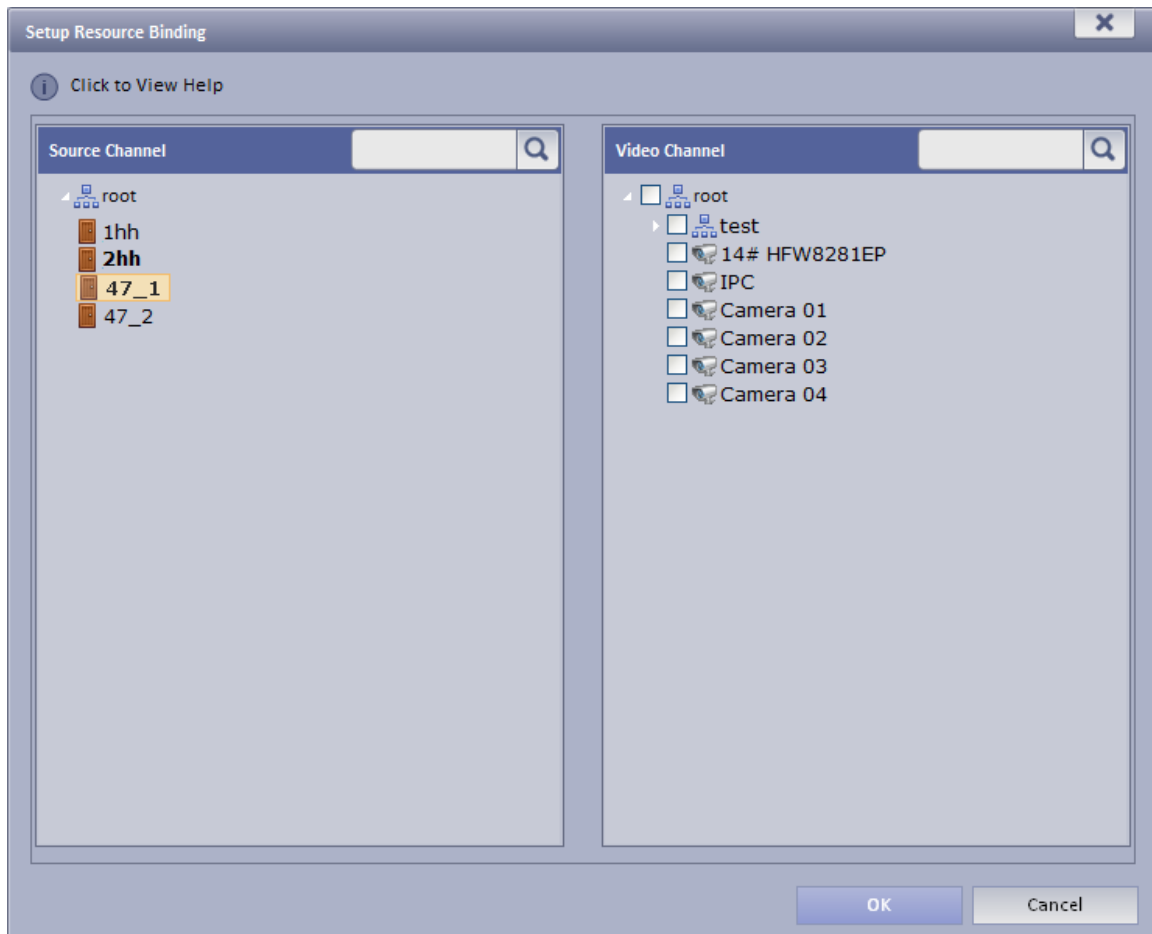 Setup Resource Binding
Click to View Help
Source Channel
root
1hh
2hh
47_1
47_2
Video Channel
root
test
14# HFW8281EP
IPC
Camera 01
Camera 02
Camera 03
Camera 04
OK
Cancel